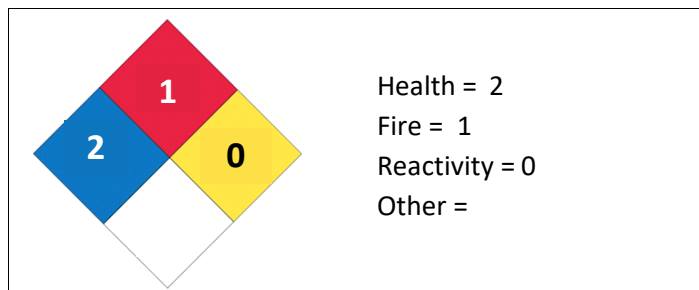 1
2
0
Health = 2
Fire = 1
Reactivity = 0
Other =